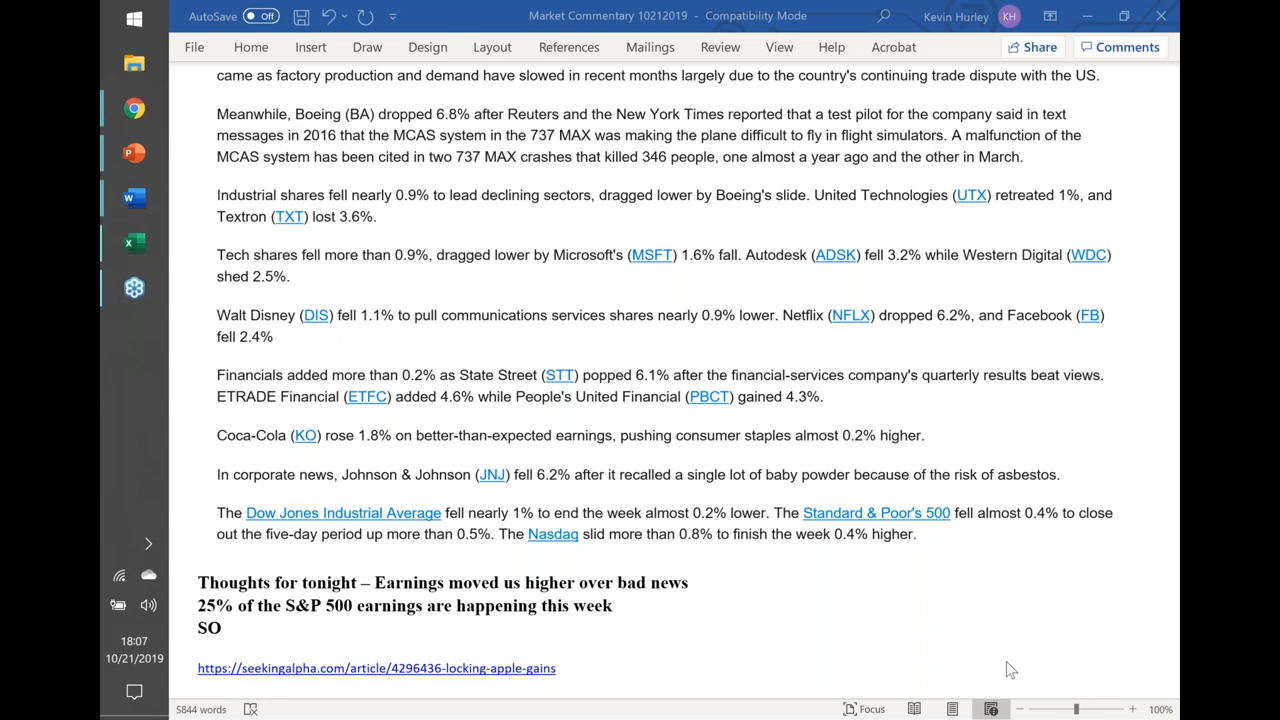 AutoSave Off Market Commentary 10212019 - Compatibility Mode Kevin Hurley KH
File Home Insert Draw Design Layout References Mailings Review View Help Acrobat Share Comments
came as factory production and demand have slowed in recent months largely due to the country's continuing trade dispute with the US.
Meanwhile, Boeing (BA) dropped 6.8% after Reuters and the New York Times reported that a test pilot for the company said in text
messages in 2016 that the MCAS system in the 737 MAX was making the plane difficult to fly in flight simulators. A malfunction of the
MCAS system has been cited in two 737 MAX crashes that killed 346 people, one almost a year ago and the other in March.
Industrial shares fell nearly 0.9% to lead declining sectors, dragged lower by Boeing's slide. United Technologies (UTX) retreated 1%, and
Textron (TXT) lost 3.6%.
Tech shares fell more than 0.9%, dragged lower by Microsoft's (MSFT) 1.6% fall. Autodesk (ADSK) fell 3.2% while Western Digital (WDC)
shed 2.5%.
Walt Disney (DIS) fell 1.1% to pull communications services shares nearly 0.9% lower. Netflix (NFLX) dropped 6.2%, and Facebook (FB)
fell 2.4%
Financials added more than 0.2% as State Street (STT) popped 6.1% after the financial-services company's quarterly results beat views.
ETRADE Financial (ETFC) added 4.6% while People's United Financial (PBCT) gained 4.3%.
Coca-Cola (KO) rose 1.8% on better-than-expected earnings, pushing consumer staples almost 0.2% higher.
In corporate news, Johnson & Johnson (JNJ) fell 6.2% after it recalled a single lot of baby powder because of the risk of asbestos.
The Dow Jones Industrial Average fell nearly 1% to end the week almost 0.2% lower. The Standard & Poor's 500 fell almost 0.4% to close
out the five-day period up more than 0.5%. The Nasdaq slid more than 0.8% to finish the week 0.4% higher.
Thoughts for tonight – Earnings moved us higher over bad news
25% of the S&P 500 earnings are happening this week
SO
https://seekingalpha.com/article/4296436-locking-apple-gains
18:07
10/21/2019
5844 words Focus 100%